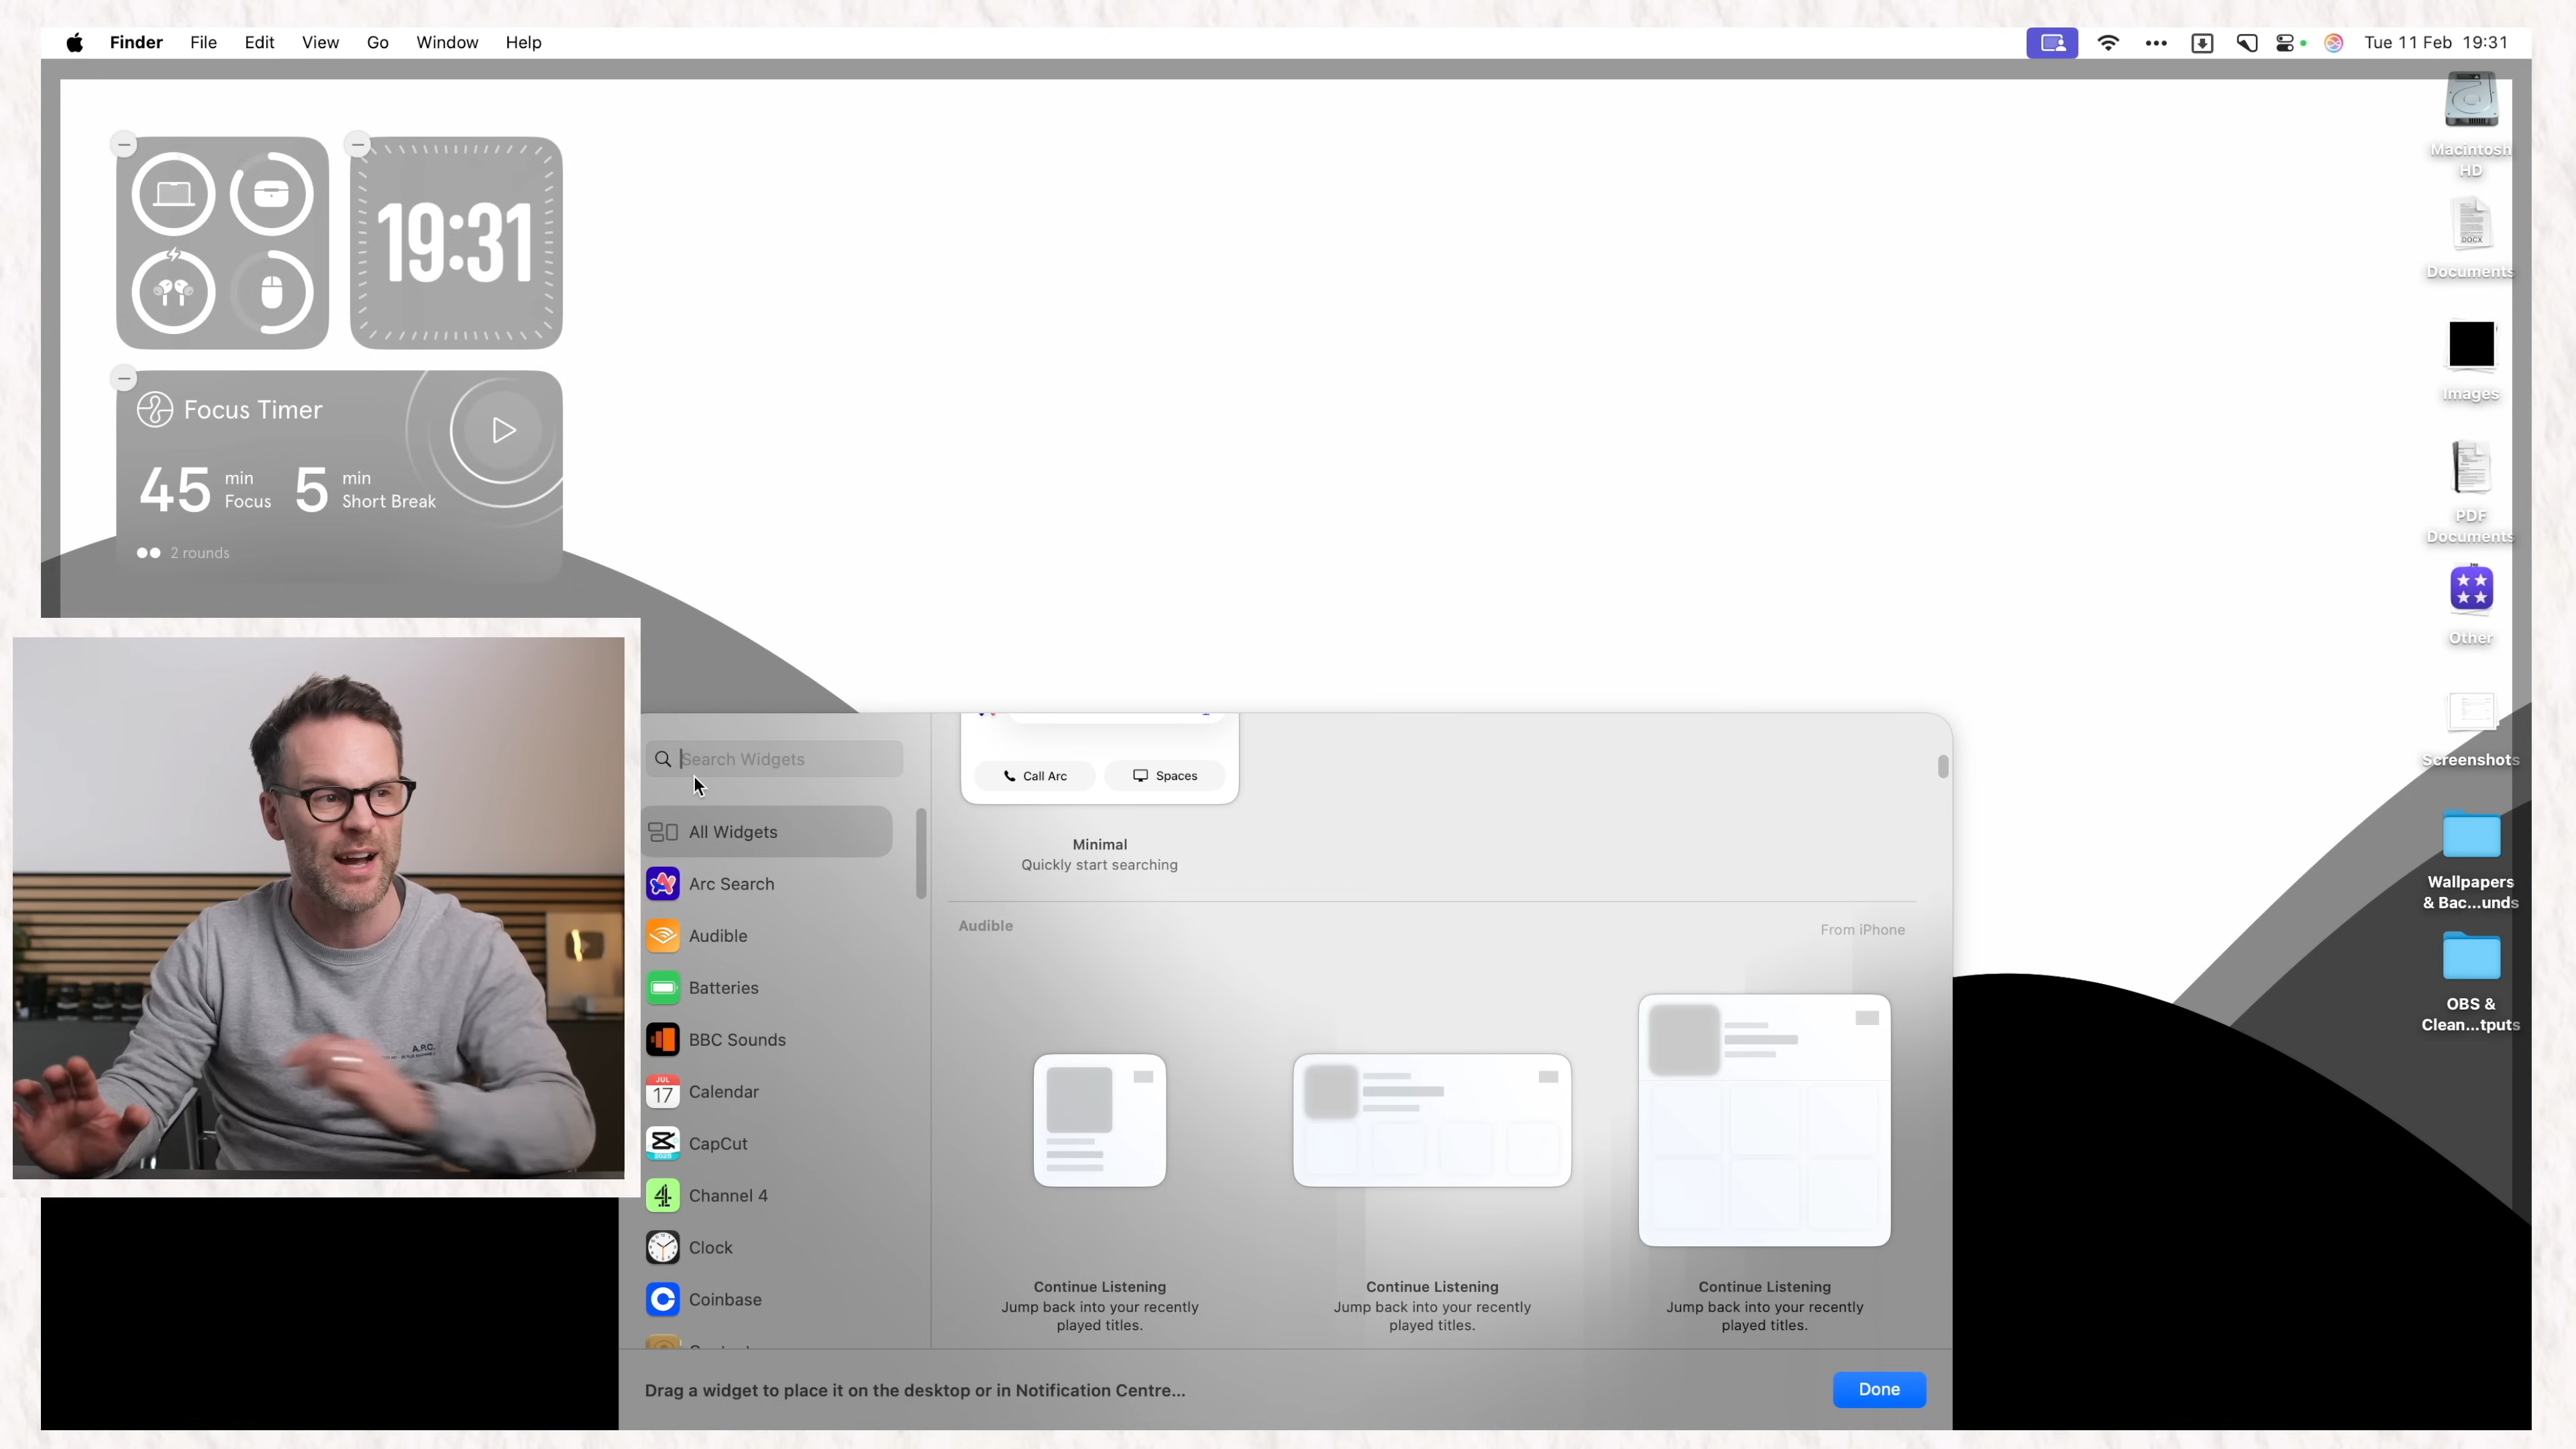 Finder File Edit View Go Window Help
Tue 11 Feb 19:31
19:31
Focus Timer
45 min Focus 5 min Short Break
2 rounds
Macintosh
HD
DOCX
Documents
Images
PDF
Documents
Other
Screenshots
Wallpapers
& Bac...unds
OBS &
Clean...tputs
A.P.C.
Search Widgets
All Widgets
Arc Search
Audible
Batteries
BBC Sounds
JUL
17
Calendar
CapCut
Channel 4
Clock
Coinbase
Call Arc
Spaces
Minimal
Quickly start searching
Audible
From iPhone
Continue Listening
Jump back into your recently
played titles.
Continue Listening
Jump back into your recently
played titles.
Continue Listening
Jump back into your recently
played titles.
Drag a widget to place it on the desktop or in Notification Centre...
Done